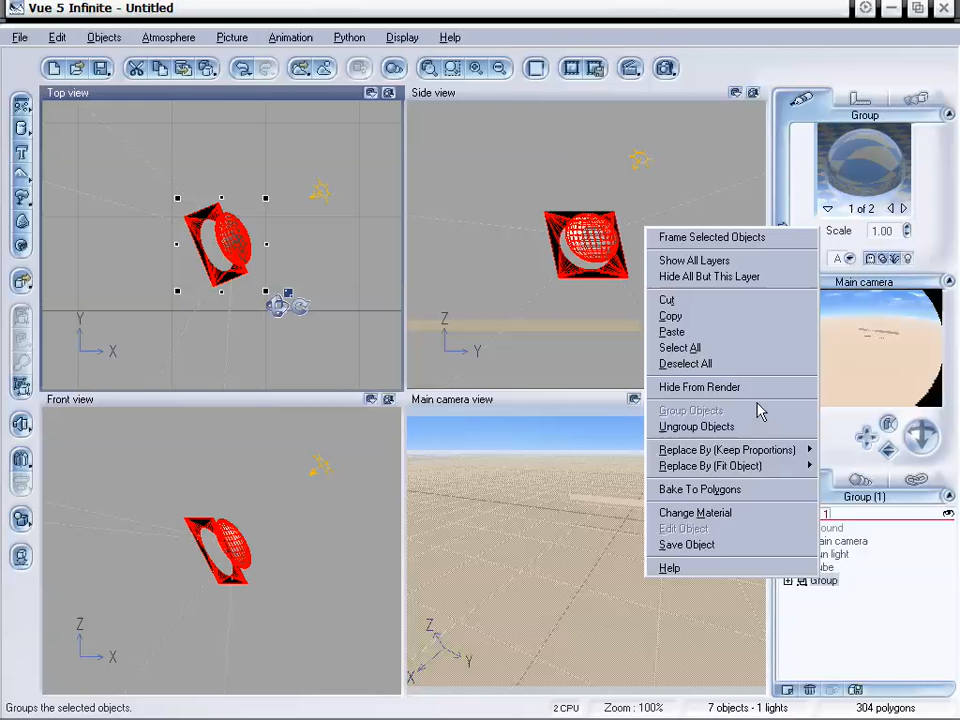 Vue 5 Infinite - Untitled
File Edit Objects Atmosphere Picture Animation Python Display Help
Top view
Side view
Group
1 of 2
Scale 1.00
A
Main camera
Y
X
Z
Y
Front view
Main camera view
Z
X
Z
Y
X
Frame Selected Objects
Show All Layers
Hide All But This Layer
Cut
Copy
Paste
Select All
Deselect All
Hide From Render
Group Objects
Ungroup Objects
Replace By (Keep Proportions)
Replace By (Fit Object)
Bake To Polygons
Change Material
Edit Object
Save Object
Help
Group (1)
1
Group
Groups the selected objects.
2 CPU
Zoom : 100%
7 objects - 1 lights
304 polygons